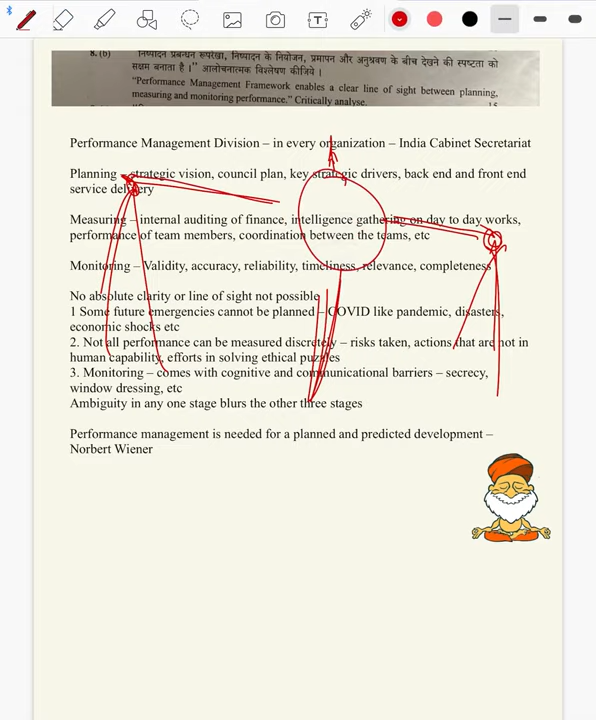 8. (b) निष्पादन प्रबन्धन रूपरेखा, निष्पादन के नियोजन, प्रमापन और अनुश्रवण के बीच देखने की स्पष्टता को
सक्षम बनाता है ।" आलोचनात्मक विश्लेषण कीजिये ।
"Performance Management Framework enables a clear line of sight between planning,
measuring and monitoring performance." Critically analyse.
15
Performance Management Division – in every organization – India Cabinet Secretariat
Planning – strategic vision, council plan, key strategic drivers, back end and front end
service delivery
Measuring – internal auditing of finance, intelligence gathering on day to day works,
performance of team members, coordination between the teams, etc
Monitoring – Validity, accuracy, reliability, timeliness, relevance, completeness
No absolute clarity or line of sight not possible
1 Some future emergencies cannot be planned – COVID like pandemic, disasters,
economic shocks etc
2. Not all performance can be measured discretely – risks taken, actions that are not in
human capability, efforts in solving ethical puzzles
3. Monitoring – comes with cognitive and communicational barriers – secrecy,
window dressing, etc
Ambiguity in any one stage blurs the other three stages
Performance management is needed for a planned and predicted development –
Norbert Wiener